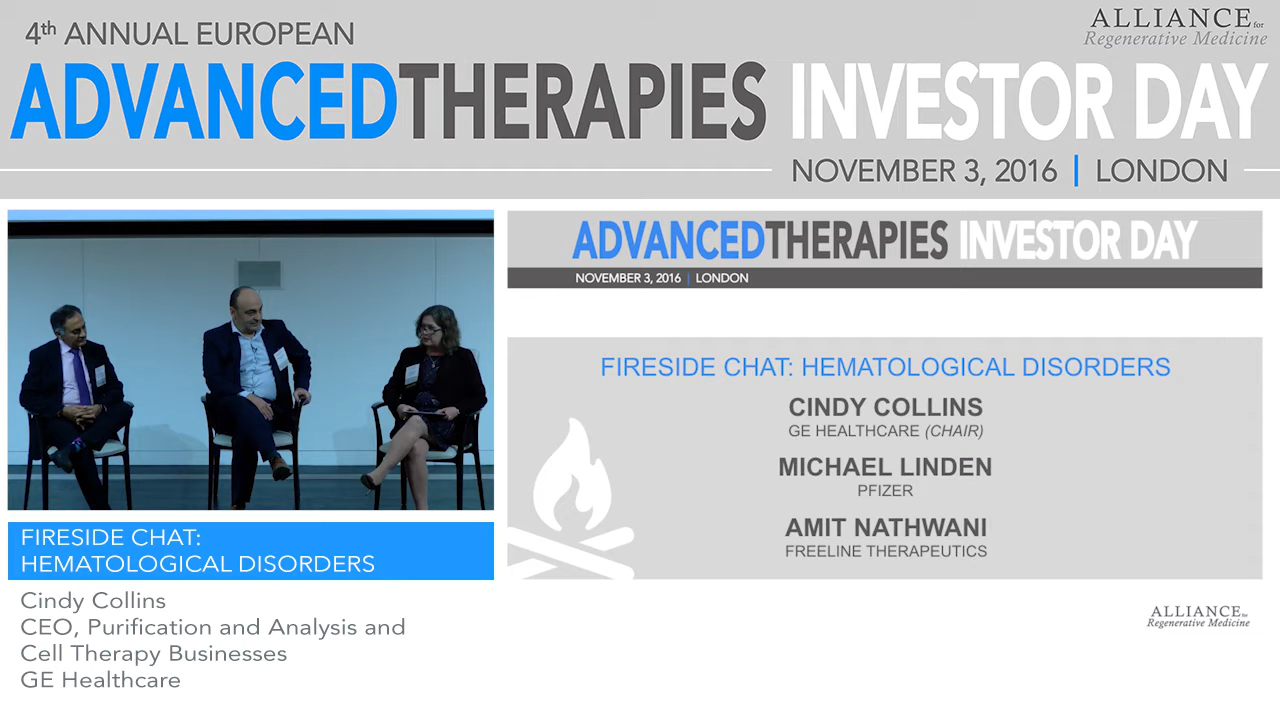 4th ANNUAL EUROPEAN
ALLIANCE for
Regenerative Medicine
ADVANCEDTHERAPIES INVESTOR DAY
NOVEMBER 3, 2016 | LONDON
ADVANCEDTHERAPIES INVESTOR DAY
NOVEMBER 3, 2016 | LONDON
FIRESIDE CHAT: HEMATOLOGICAL DISORDERS
CINDY COLLINS
GE HEALTHCARE (CHAIR)
MICHAEL LINDEN
PFIZER
AMIT NATHWANI
FREELINE THERAPEUTICS
FIRESIDE CHAT:
HEMATOLOGICAL DISORDERS
Cindy Collins
CEO, Purification and Analysis and
Cell Therapy Businesses
GE Healthcare
ALLIANCE for
Regenerative Medicine